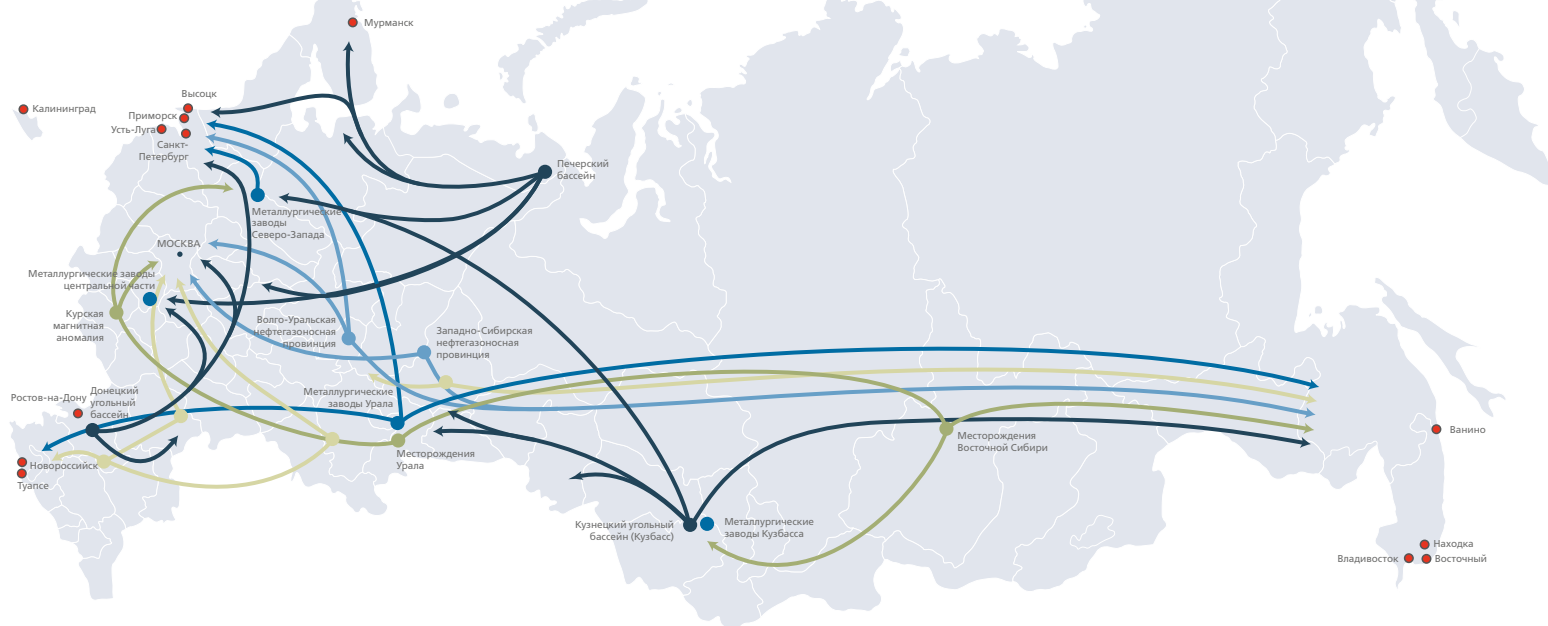 Мурманск
Высоцк
Калининград
Приморск
Усть-Луга
Санкт-
Петербург
Печерский
бассейн
Металлургические
заводы
Северо-Запада
МОСКВА
Металлургические заводы
центральной части
Курская
магнитная
аномалия
Волго-Уральская
нефтегазоносная
провинция
Западно-Сибирская
нефтегазоносная
провинция
Металлургические
заводы Урала
Ростов-на-Дону
Донецкий
угольный
бассейн
Ванино
Месторождения
Восточной Сибири
Месторождения
Урала
Новороссийск
Туапсе
Кузнецкий угольный
бассейн (Кузбасс)
Металлургические
заводы Кузбасса
Находка
Владивосток
Восточный